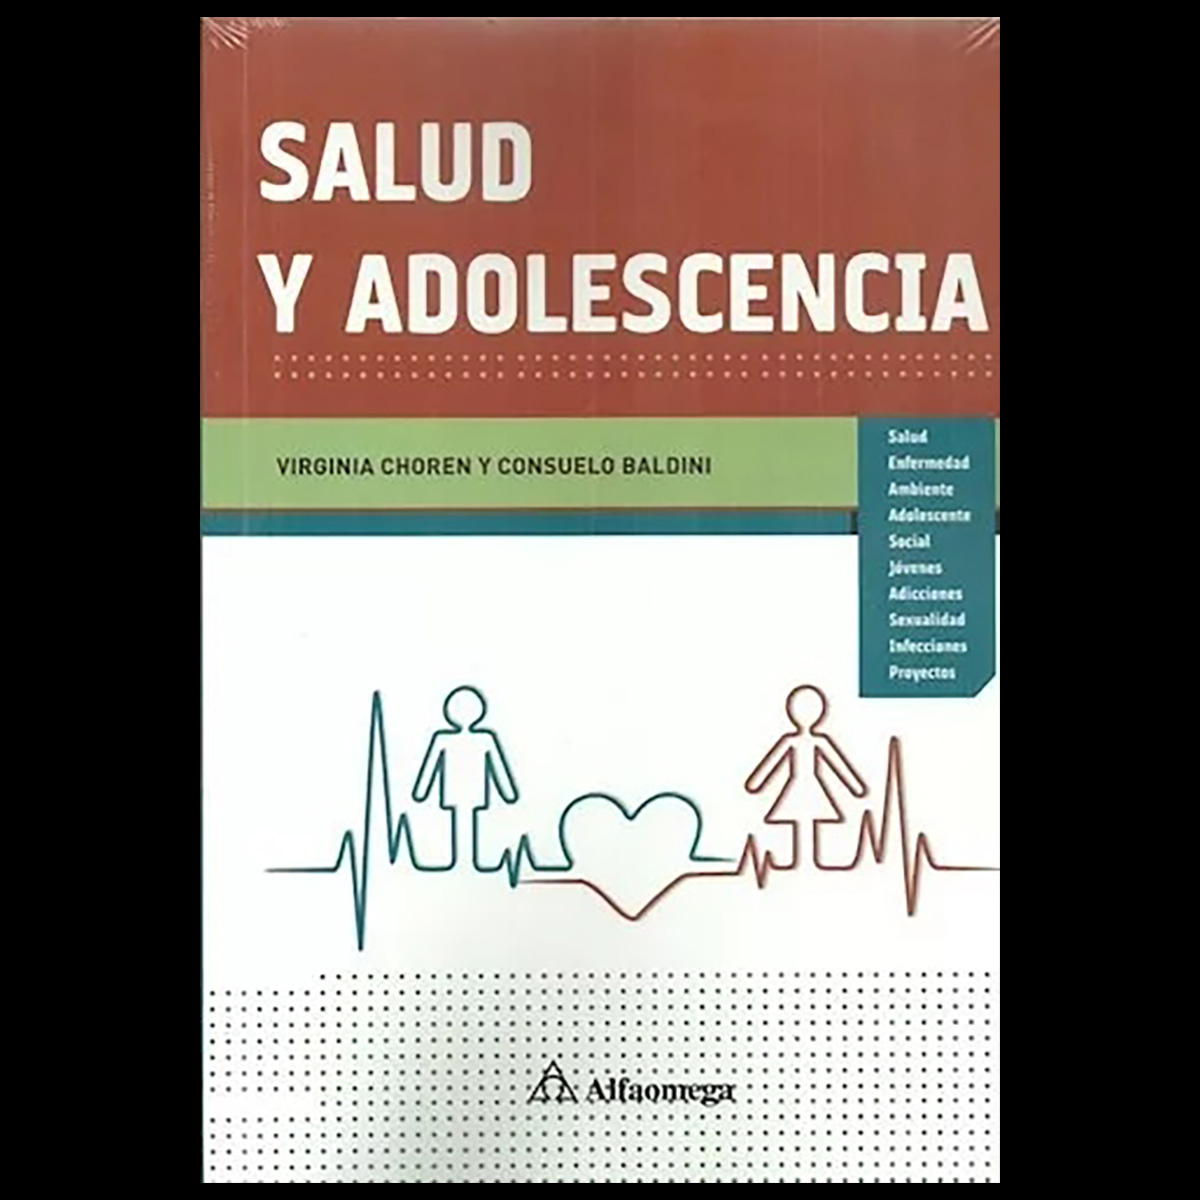 SALUD
Y ADOLESCENCIA
VIRGINIA CHOREN Y CONSUELO BALDINI
Salud
Enfermedad
Ambiente
Adolescente
Social
Jóvenes
Adicciones
Sexualidad
Infecciones
Proyectos
Alfaomega